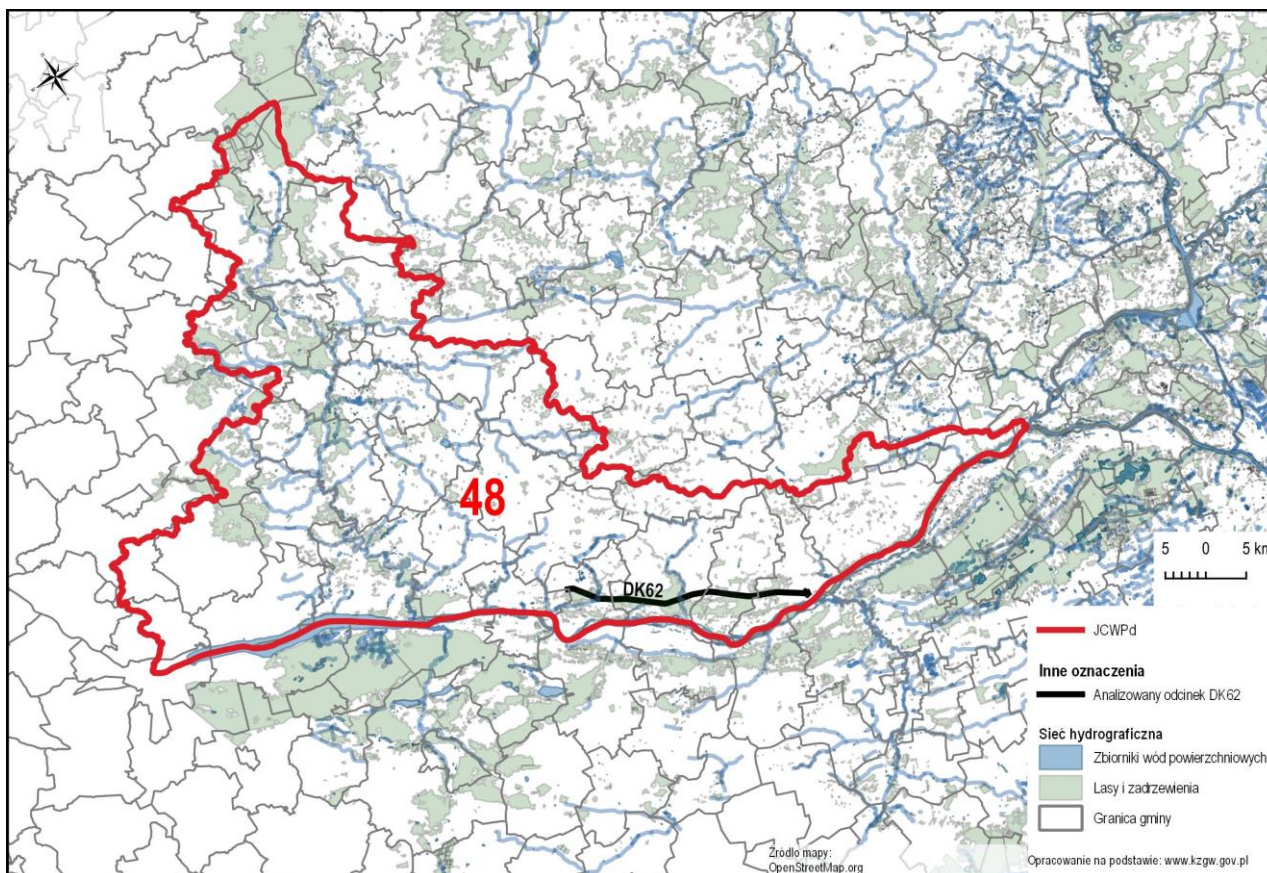 48
DK62
5 0 5 km
JCWPd
Inne oznaczenia
Analizowany odcinek DK62
Sieć hydrograficzna
Zbiorniki wód powierzchniowych
Lasy i zadrzewienia
Granica gminy
Źródło mapy:
OpenStreetMap.org
Opracowanie na podstawie: www.kzgw.gov.pl